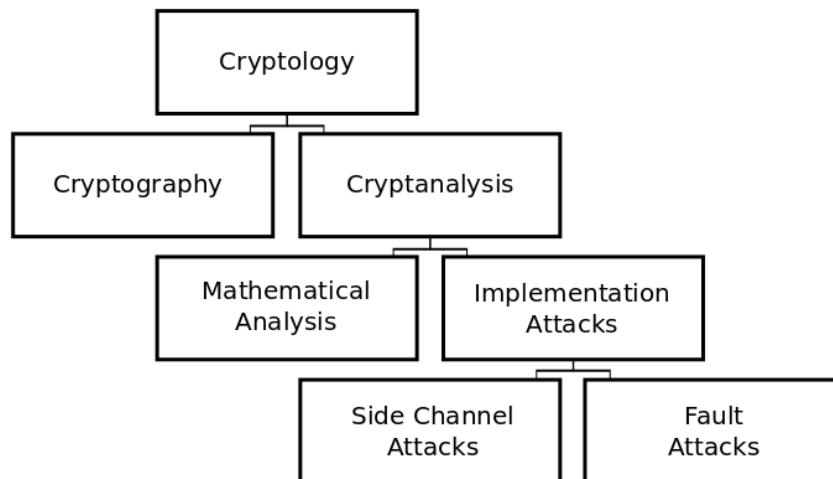 Cryptology
Cryptography
Cryptanalysis
Mathematical
Analysis
Implementation
Attacks
Side Channel
Attacks
Fault
Attacks